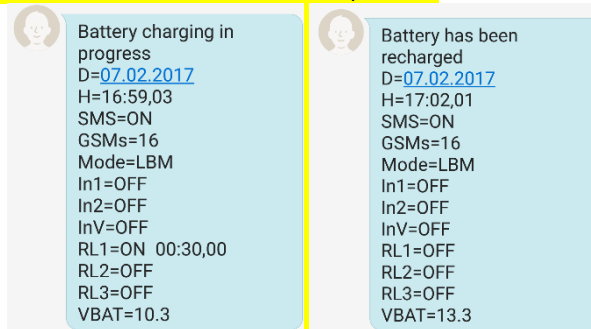 Battery charging in
progress
D=07.02.2017
H=16:59,03
SMS=ON
GSMs=16
Mode=LBM
In1=OFF
In2=OFF
InV=OFF
RL1=ON 00:30,00
RL2=OFF
RL3=OFF
VBAT=10.3
Battery has been
recharged
D=07.02.2017
H=17:02,01
SMS=ON
GSMs=16
Mode=LBM
In1=OFF
In2=OFF
InV=OFF
RL1=OFF
RL2=OFF
RL3=OFF
VBAT=13.3